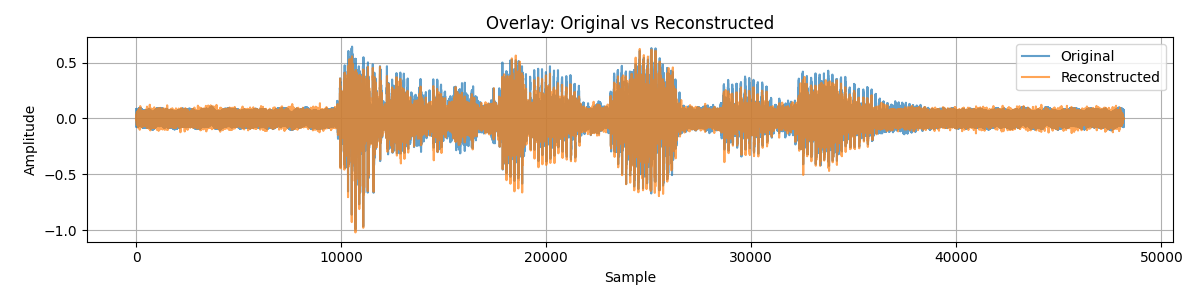 Overlay: Original vs Reconstructed
Original
Reconstructed
Amplitude
0.5
0.0
−0.5
−1.0
0 10000 20000 30000 40000 50000
Sample